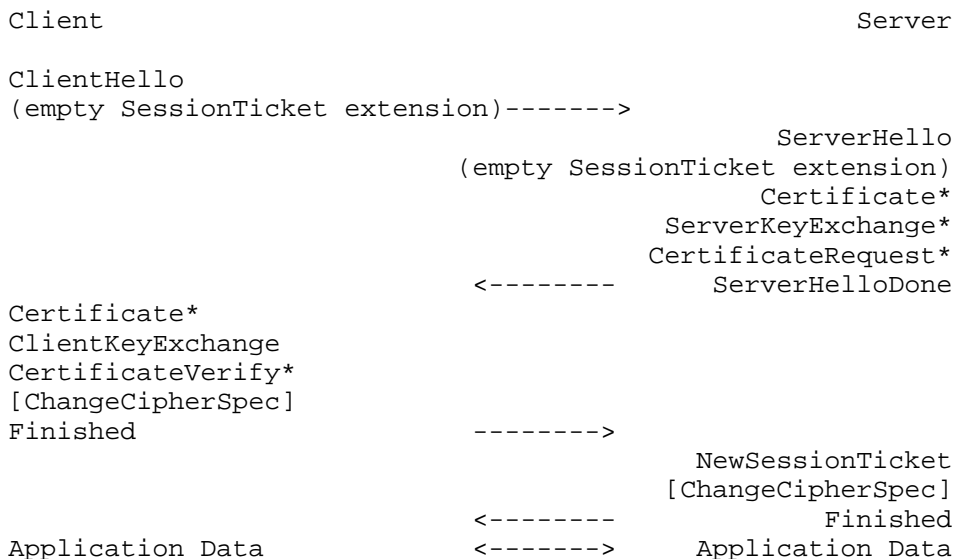 Client                                               Server

ClientHello
(empty SessionTicket extension)------->
                                                ServerHello
                            (empty SessionTicket extension)
                                               Certificate*
                                         ServerKeyExchange*
                                        CertificateRequest*
                             <--------      ServerHelloDone
Certificate*
ClientKeyExchange
CertificateVerify*
[ChangeCipherSpec]
Finished                     -------->
                                           NewSessionTicket
                                         [ChangeCipherSpec]
                             <--------             Finished
Application Data             <------->     Application Data